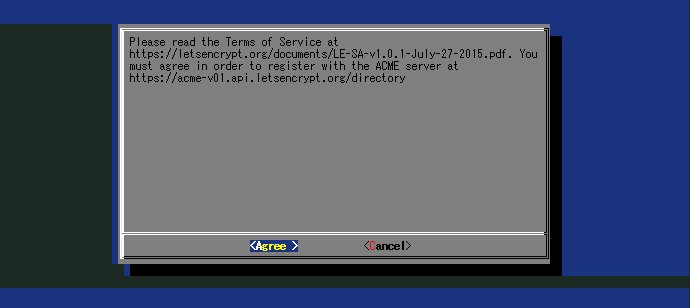 Please read the Terms of Service at
https://letsencrypt.org/documents/LE-SA-v1.0.1-July-27-2015.pdf. You
must agree in order to register with the ACME server at
https://acme-v01.api.letsencrypt.org/directory
<Agree > <Cancel>